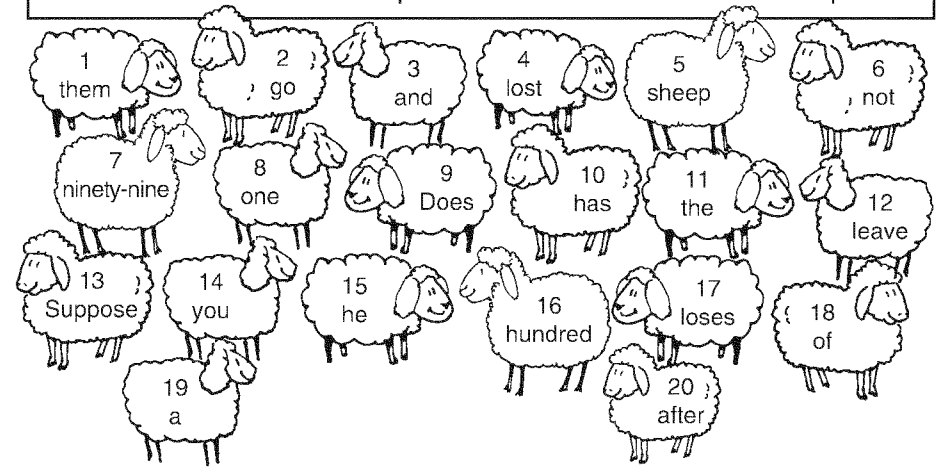 1 them
2 go
3 and
4 lost
5 sheep
6 not
7 ninety-nine
8 one
9 Does
10 has
11 the
12 leave
13 Suppose
14 you
15 he
16 hundred
17 loses
18 of
19 a
20 after